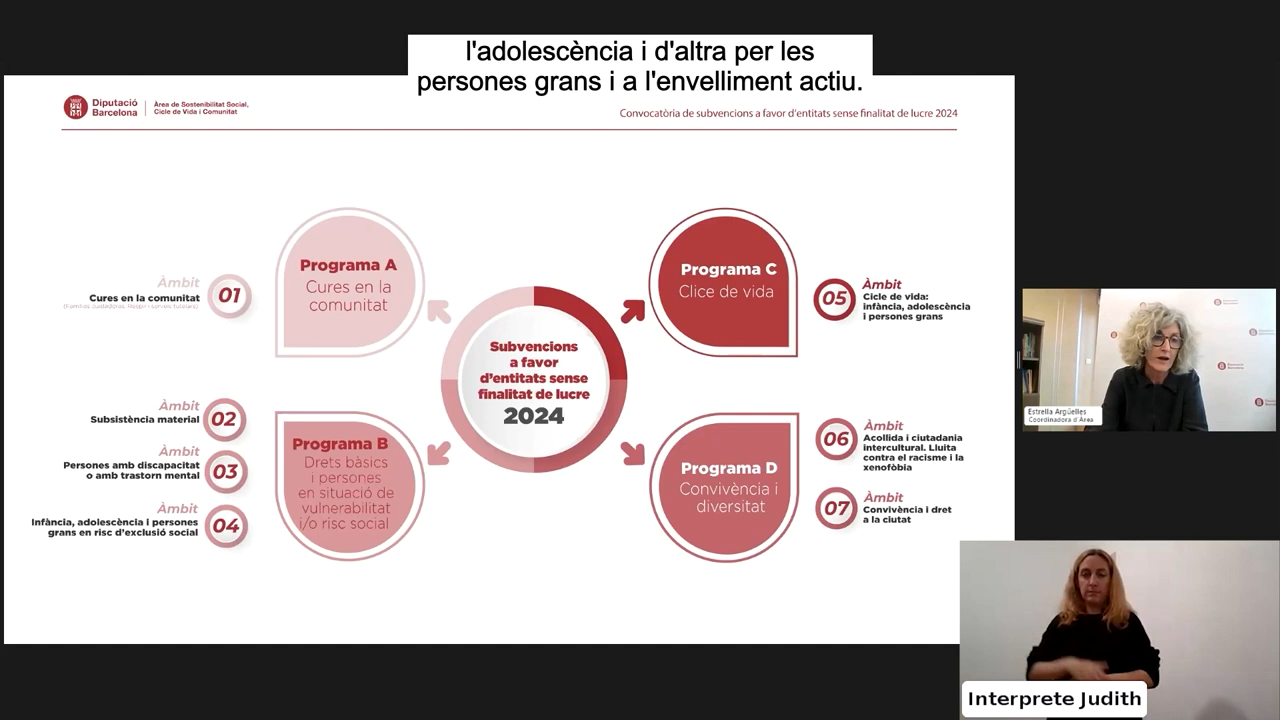 l'adolescència i d'altra per les
persones grans i a l'envelliment actiu.
Diputació
Barcelona
Àrea de Sostenibilitat Social,
Cicle de Vida i Comunitat
Convocatòria de subvencions a favor d'entitats sense finalitat de lucre 2024
Àmbit
Cures en la comunitat
01
Programa A
Cures en la
comunitat
Àmbit
Subsistència material
02
Àmbit
Persones amb discapacitat
o amb trastorn mental
03
Àmbit
Infància, adolescència i persones
grans en risc d'exclusió social
04
Programa B
Drets bàsics
i persones
en situació de
vulnerabilitat
i/o risc social
Subvencions
a favor
d'entitats sense
finalitat de lucre
2024
Programa C
Clice de vida
05
Àmbit
Cicle de vida:
infància, adolescència
i persones grans
Programa D
Convivència i
diversitat
06
Àmbit
Acollida i ciutadania
intercultural. Lluita
contra el racisme i la
xenofòbia
07
Àmbit
Convivència i dret
a la ciutat
Estrella Argüelles
Coordinadora d'Àrea
Interprete Judith